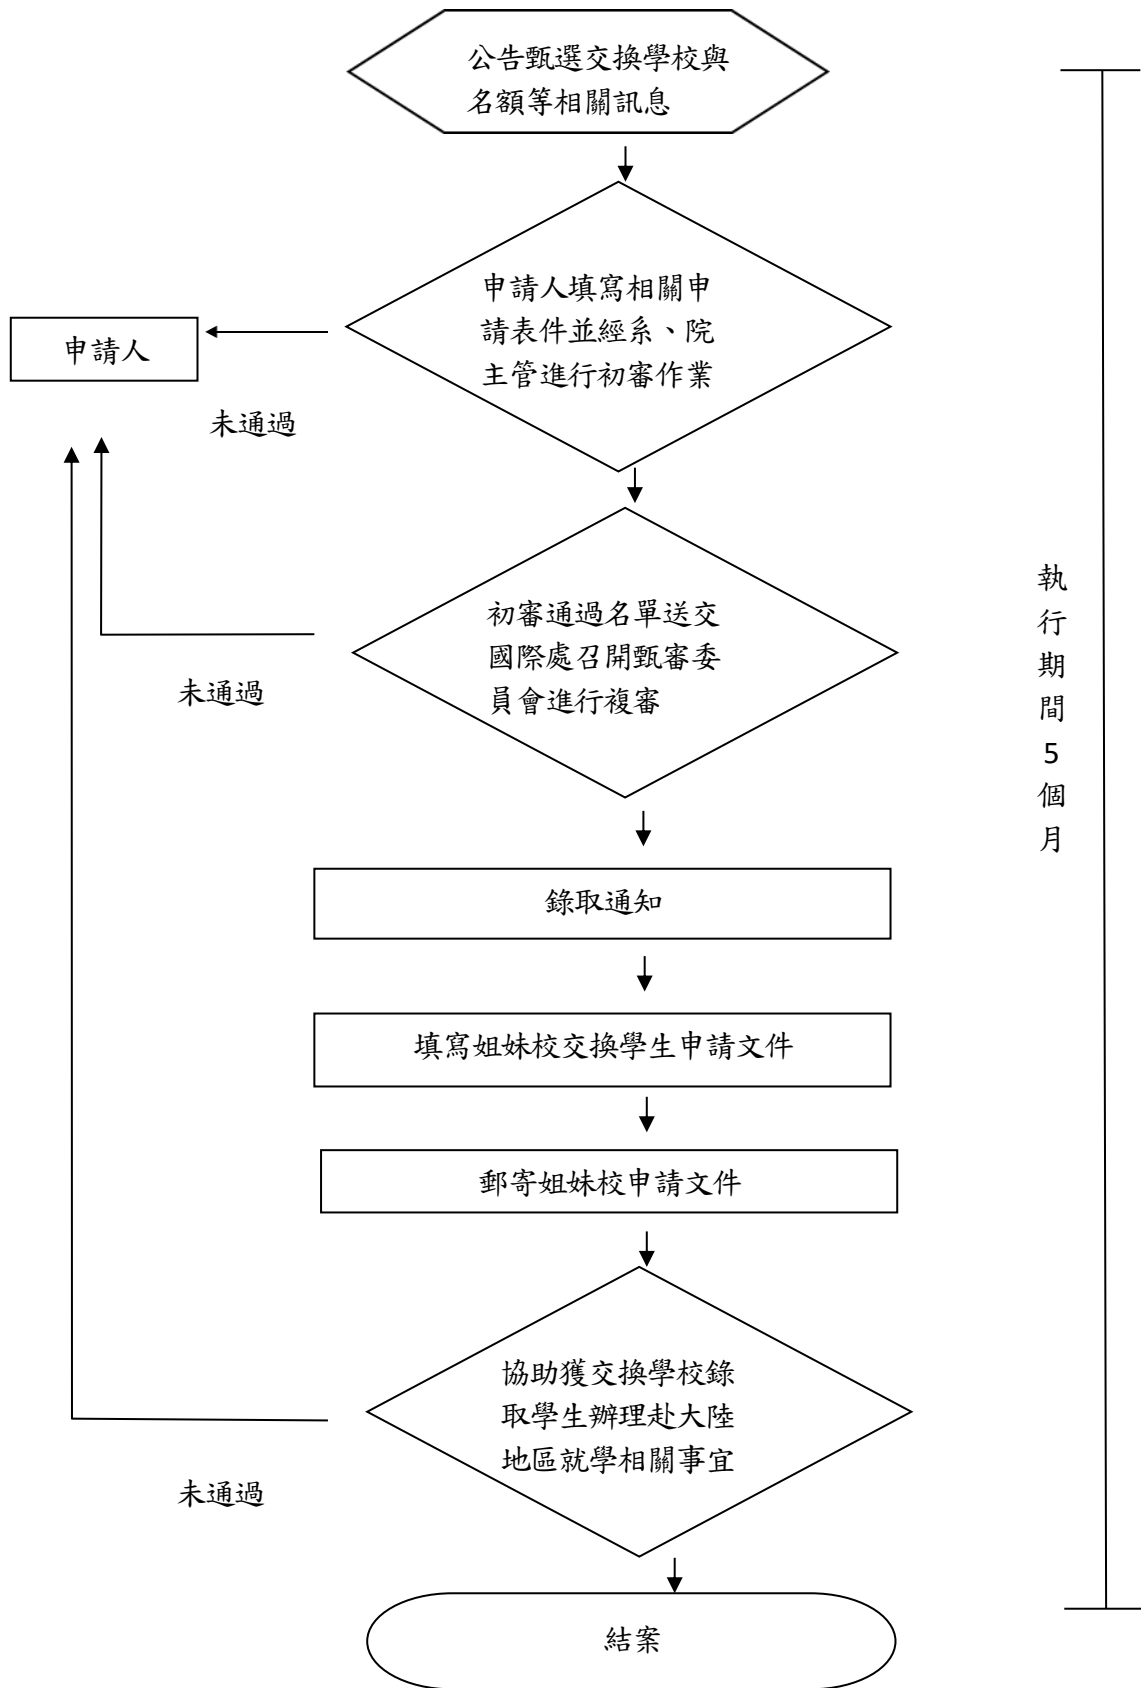 公告甄選交換學校與
名額等相關訊息
申請人填寫相關申
請表件並經系、院
主管進行初審作業
申請人
未通過
初審通過名單送交
國際處召開甄審委
員會進行複審
未通過
執
行
期
間
5
個
月
錄取通知
填寫姐妹校交換學生申請文件
郵寄姐妹校申請文件
協助獲交換學校錄
取學生辦理赴大陸
地區就學相關事宜
未通過
結案